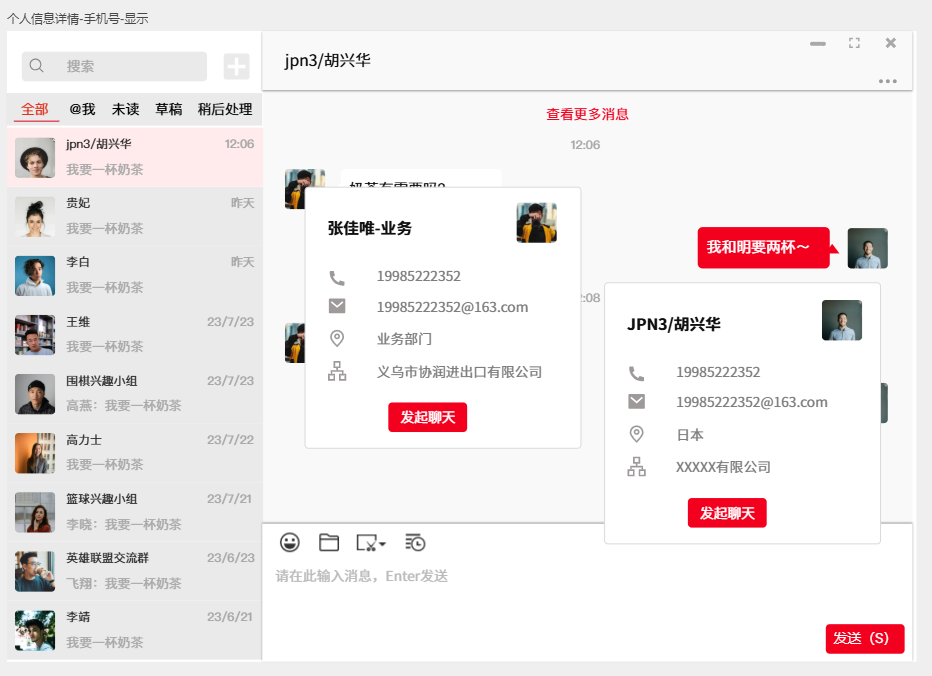 个人信息详情-手机号-显示
搜索
全部 @我 未读 草稿 稍后处理
jpn3/胡兴华 12:06
我要一杯奶茶
贵妃 昨天
我要一杯奶茶
李白 昨天
我要一杯奶茶
王维 23/7/23
我要一杯奶茶
围棋兴趣小组 23/7/23
高燕：我要一杯奶茶
高力士 23/7/22
我要一杯奶茶
篮球兴趣小组 23/7/21
李晓：我要一杯奶茶
英雄联盟交流群 23/6/23
飞翔：我要一杯奶茶
李靖 23/6/21
我要一杯奶茶
jpn3/胡兴华
查看更多消息
12:06
我和明要两杯～
:08
张佳唯-业务
19985222352
19985222352@163.com
业务部门
义乌市协润进出口有限公司
发起聊天
JPN3/胡兴华
19985222352
19985222352@163.com
日本
XXXXX有限公司
发起聊天
请在此输入消息，Enter发送
发送（S）